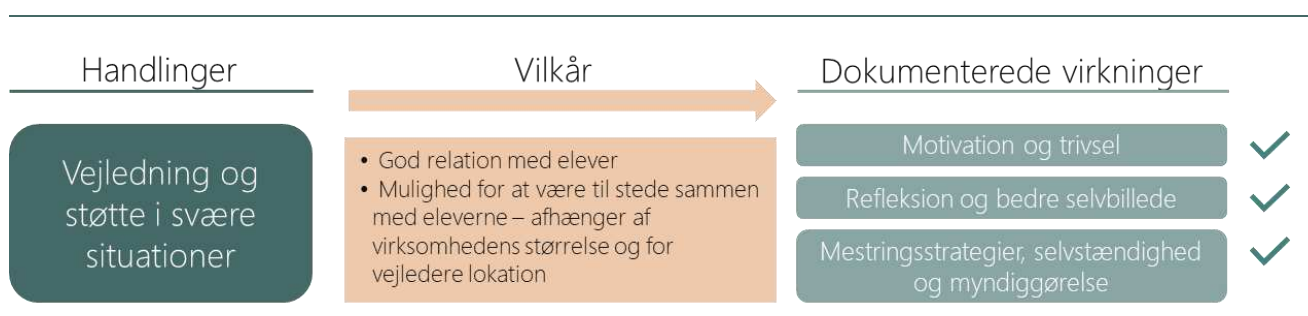 Handlinger
Vilkår
Dokumenterede virkninger
Vejledning og
støtte i svære
situationer
• God relation med elever
• Mulighed for at være til stede sammen
med eleverne – afhænger af
virksomhedens størrelse og for
vejledere lokation
Motivation og trivsel
Refleksion og bedre selvbillede
Mestringsstrategier, selvstændighed
og myndiggørelse